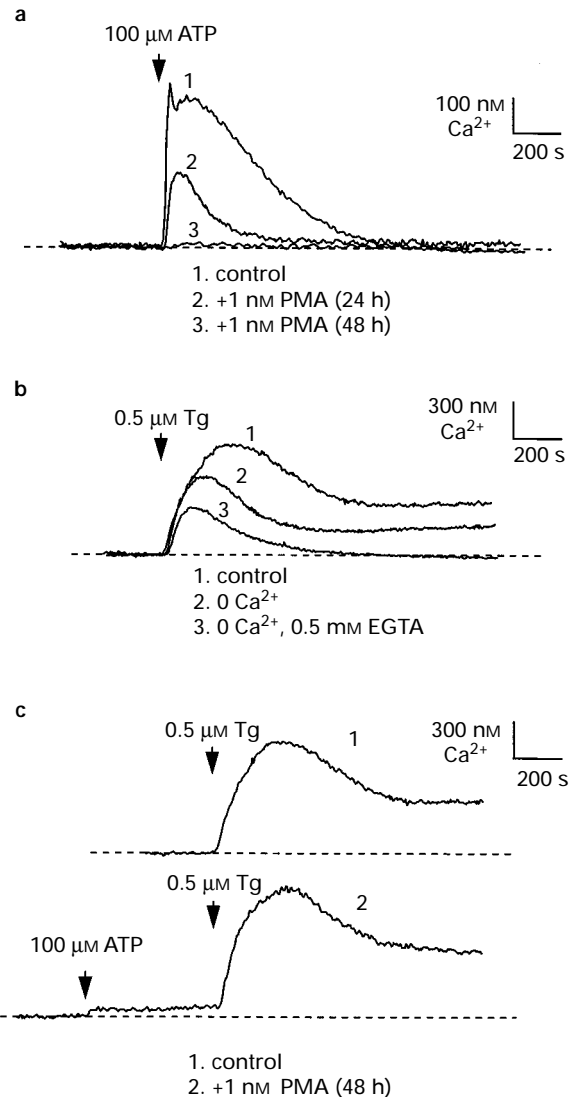 a
100 µM ATP
1
100 nM
Ca²⁺
200 s
2
3
1. control
2. +1 nM PMA (24 h)
3. +1 nM PMA (48 h)
b
0.5 µM Tg
1
300 nM
Ca²⁺
200 s
2
3
1. control
2. 0 Ca²⁺
3. 0 Ca²⁺, 0.5 mM EGTA
c
0.5 µM Tg
1
300 nM
Ca²⁺
200 s
0.5 µM Tg
2
100 µM ATP
1. control
2. +1 nM PMA (48 h)